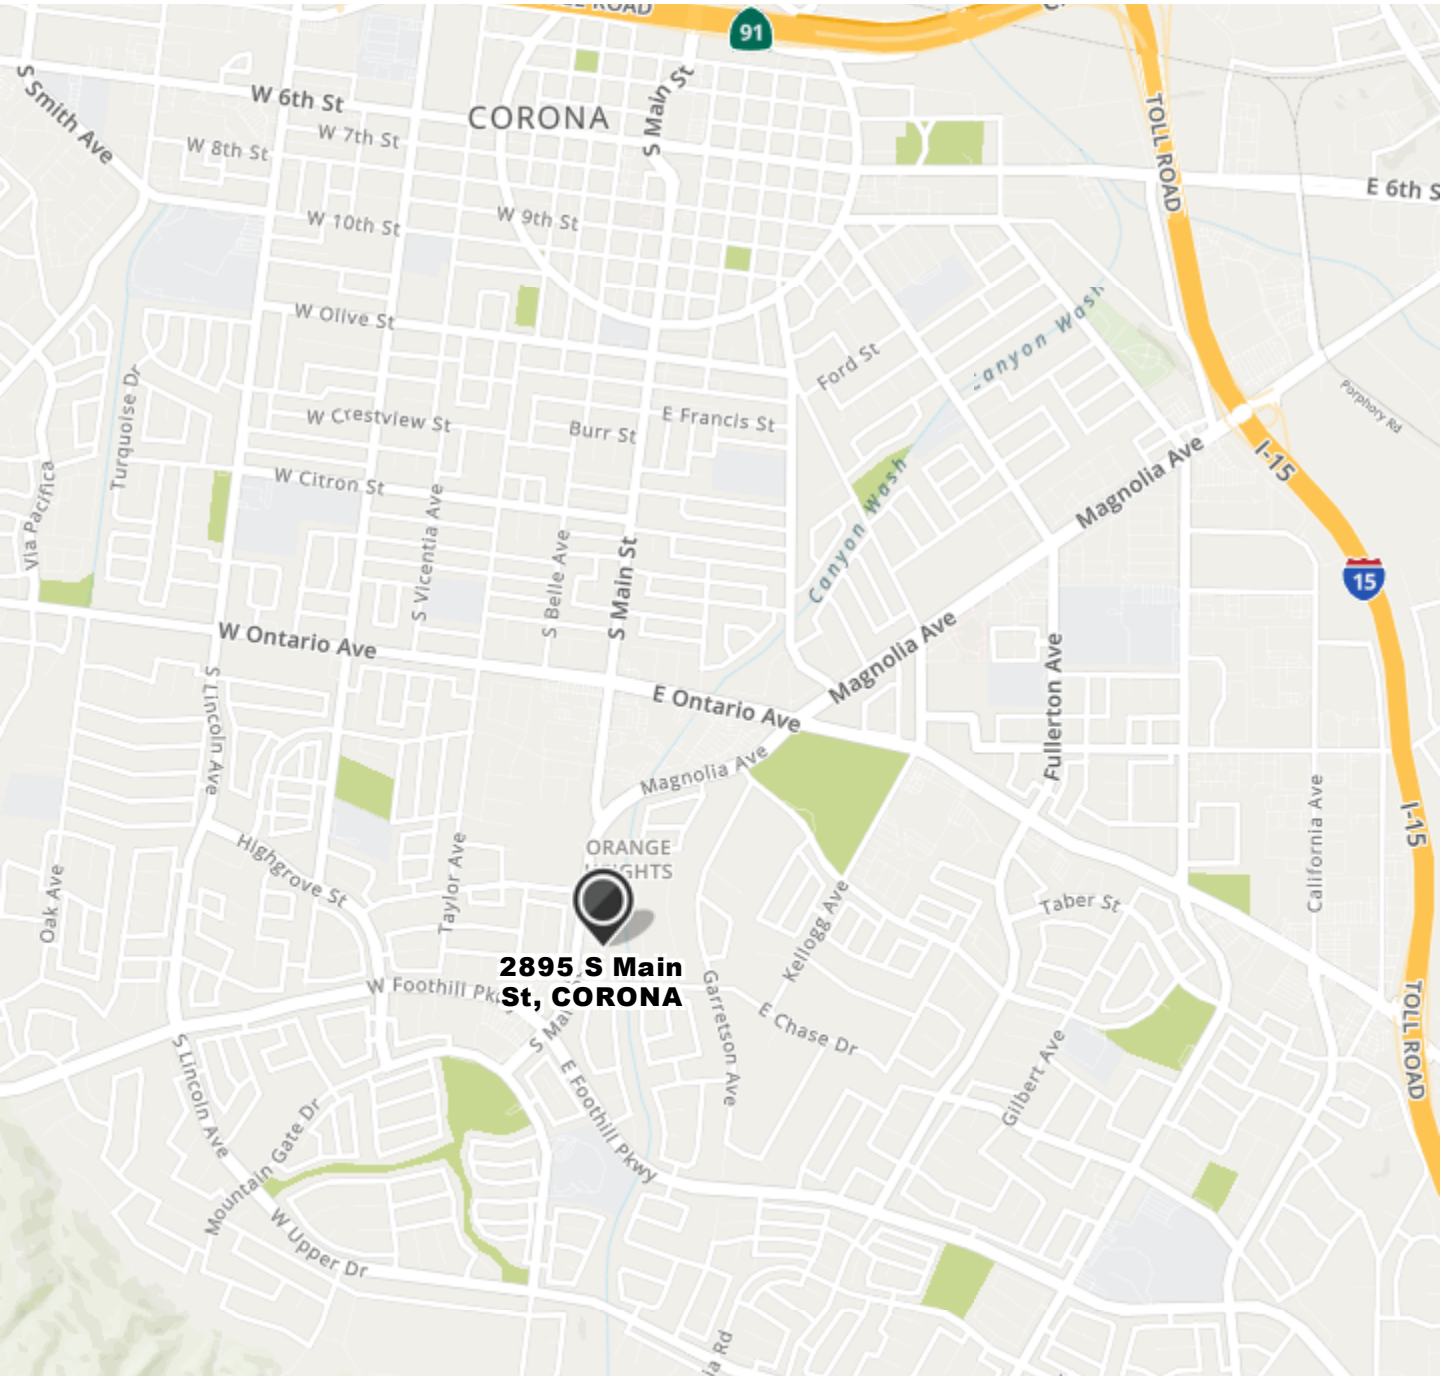 91
S Main St
CORONA
W 6th St
S Smith Ave
W 7th St
W 8th St
TOLL ROAD
E 6th S
W 9th St
W 10th St
W Olive St
Canyon Wash
Ford St
Turquoise Dr
W Crestview St
Burr St
E Francis St
Porphory Rd
Magnolia Ave
I-15
W Citron St
Via Pacifica
S Vicentia Ave
S Belle Ave
S Main St
Canyon Wash
15
W Ontario Ave
Magnolia Ave
S Lincoln Ave
E Ontario Ave
Fullerton Ave
Magnolia Ave
I-15
California Ave
ORANGE
HEIGHTS
Highgrove St
Taylor Ave
Oak Ave
Taber St
Kellogg Ave
2895 S Main
St, CORONA
W Foothill Pkwy
S Main
Garretson Ave
E Chase Dr
TOLL ROAD
Gilbert Ave
S Lincoln Ave
E Foothill Pkwy
Mountain Gate Dr
W Upper Dr
ia Rd